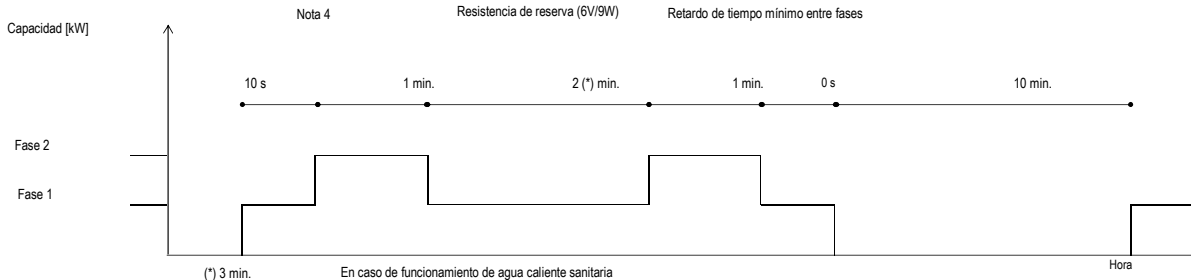 Nota 4 Resistencia de reserva (6V/9W) Retardo de tiempo mínimo entre fases
Capacidad [kW]
10 s 1 min. 2 (*) min. 1 min. 0 s 10 min.
Fase 2
Fase 1
Hora
(*) 3 min. En caso de funcionamiento de agua caliente sanitaria